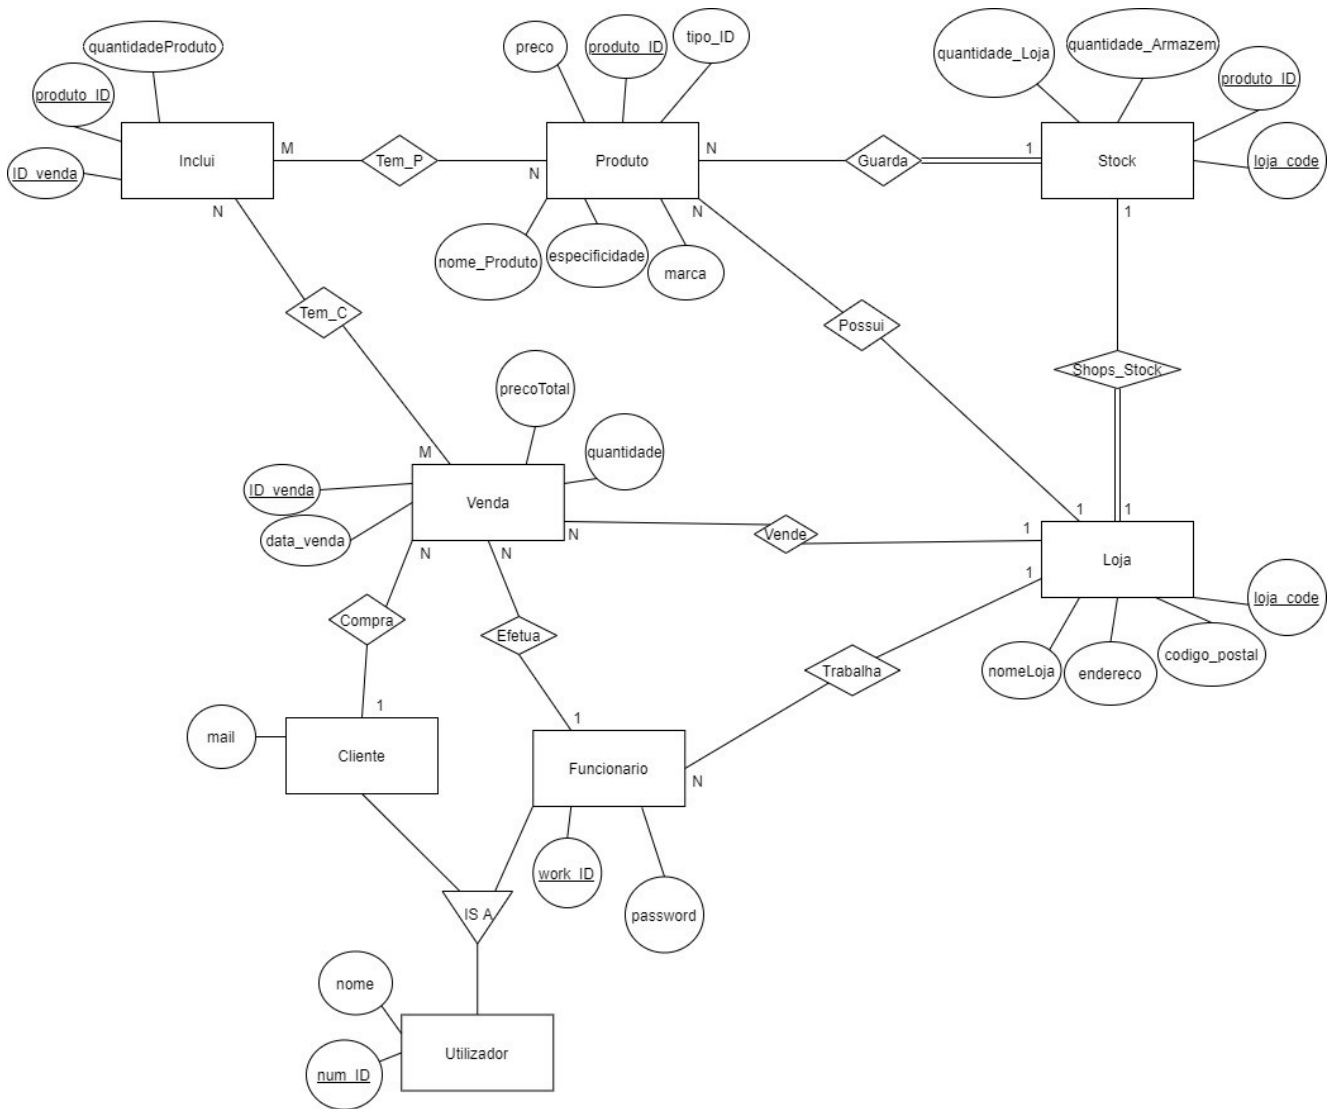 quantidadeProduto
preco
produto_ID
tipo_ID
quantidade_Loja
quantidade_Armazem
produto_ID
produto_ID
Inclui
M
Tem_P
N
Produto
N
Guarda
1
Stock
ID_venda
loja_code
N
N
1
nome_Produto
especificidade
marca
Tem_C
Possui
Shops_Stock
precoTotal
quantidade
M
ID_venda
Venda
data_venda
N
N
N
Vende
1
1
1
Loja
1
loja_code
Compra
Efetua
Trabalha
nomeLoja
endereco
codigo_postal
1
1
mail
Cliente
Funcionario
N
work_ID
password
IS A
nome
Utilizador
num_ID